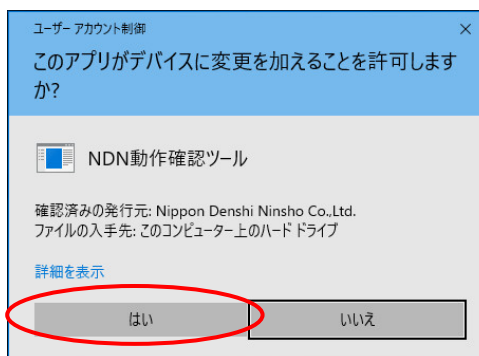 ユーザー アカウント制御
このアプリがデバイスに変更を加えることを許可します
か?
NDN動作確認ツール
確認済みの発行元: Nippon Denshi Ninsho Co.,Ltd.
ファイルの入手先: このコンピューター上のハード ドライブ
詳細を表示
はい
いいえ